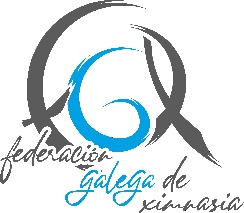 federación
galega de
ximnasia